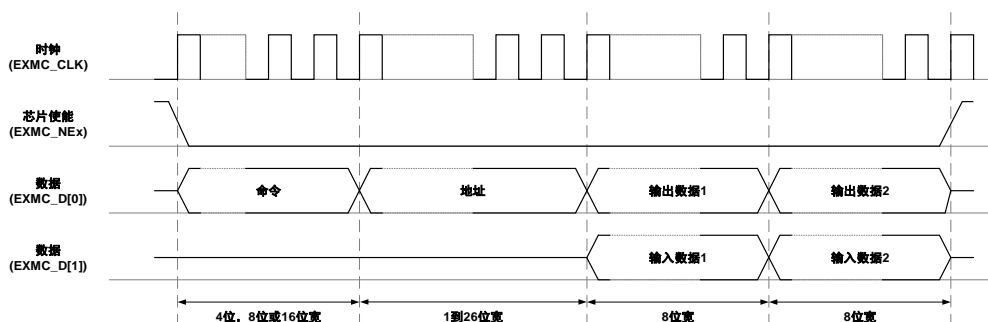 时钟
(EXMC_CLK)
芯片使能
(EXMC_NEx)
数据
(EXMC_D[0])
命令
地址
输出数据1
输出数据2
数据
(EXMC_D[1])
输入数据1
输入数据2
4位，8位或16位宽
1到26位宽
8位宽
8位宽